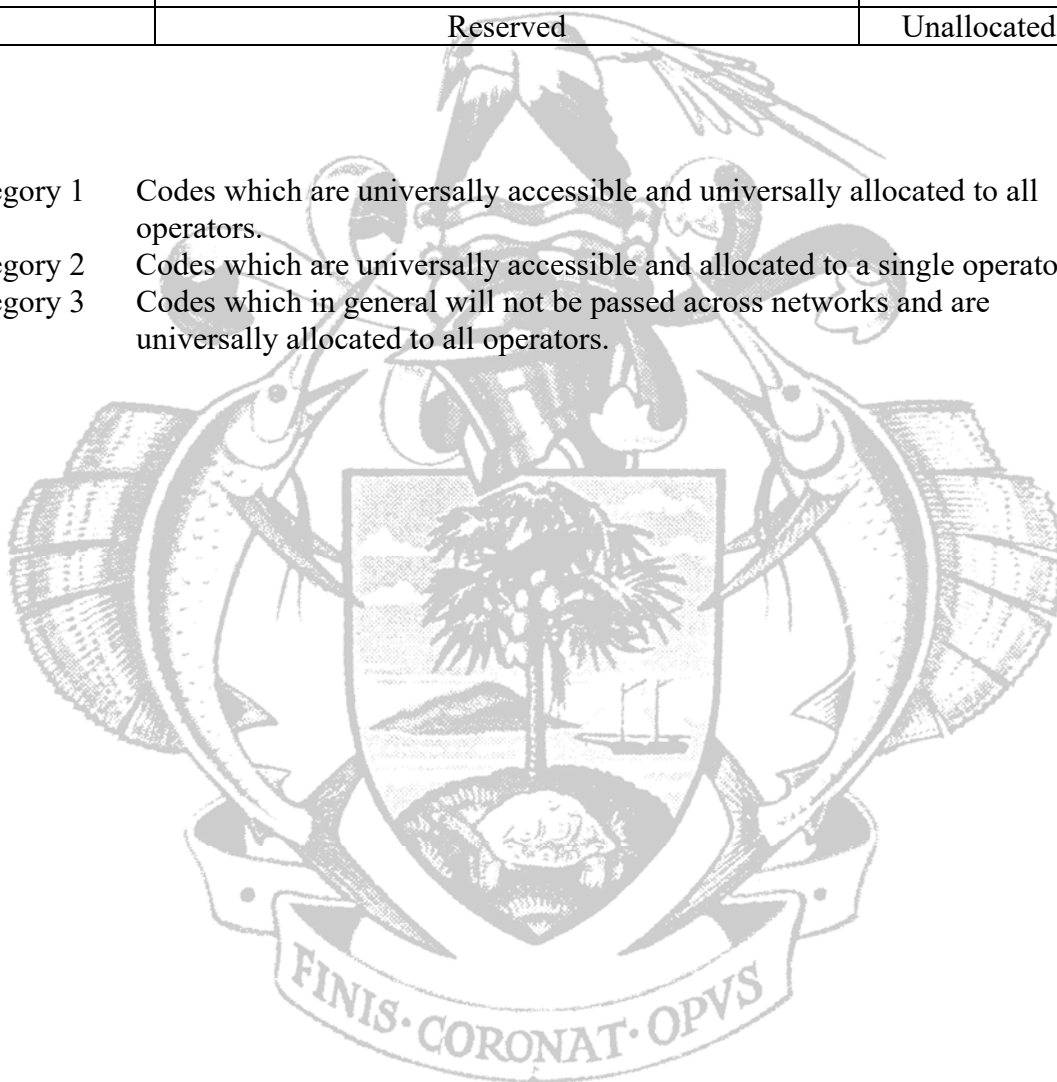 Reserved Unallocated
egory 1 Codes which are universally accessible and universally allocated to all
operators.
egory 2 Codes which are universally accessible and allocated to a single operato
egory 3 Codes which in general will not be passed across networks and are
universally allocated to all operators.
FINIS · CORONAT · OPVS